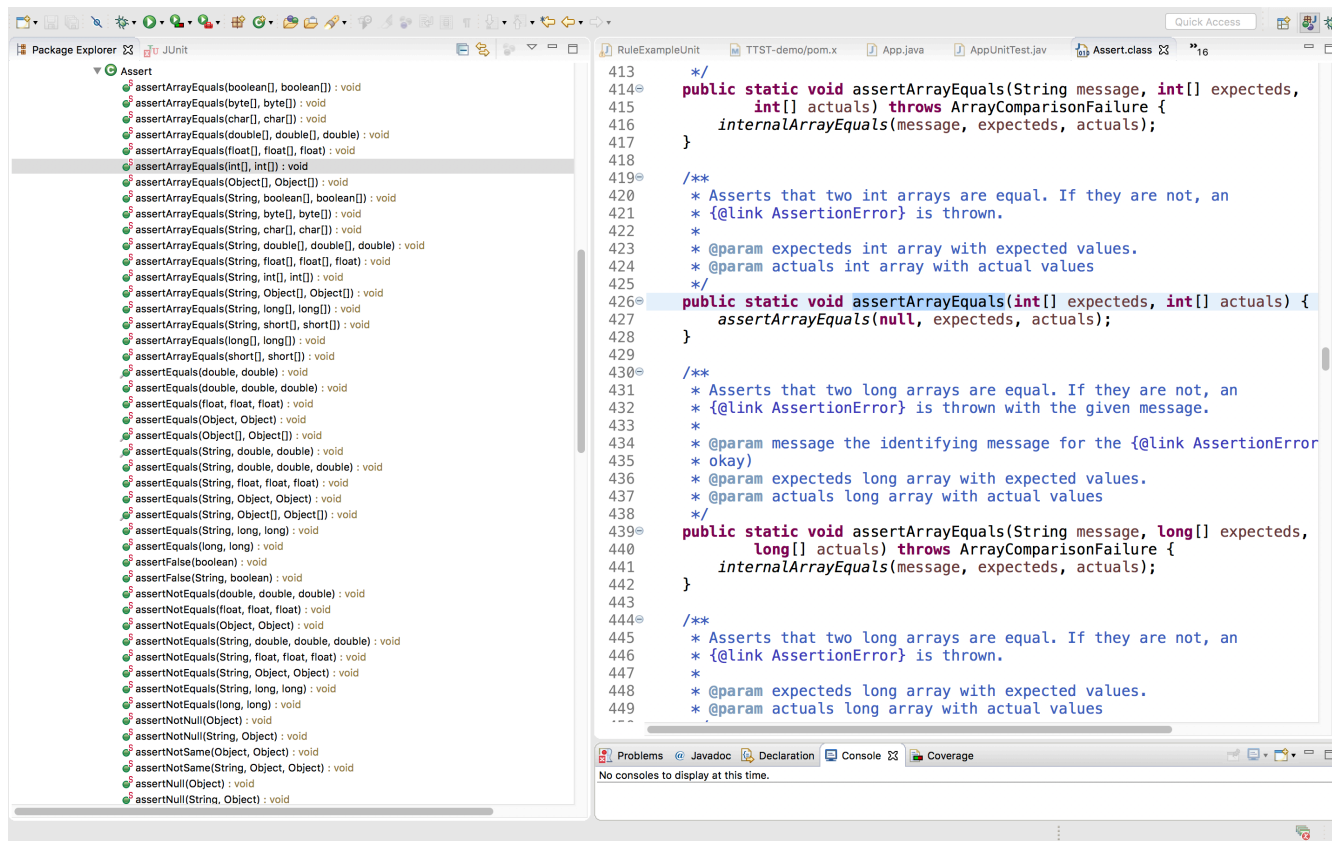 Quick Access
Package Explorer
JUnit
Assert
assertArrayEquals(boolean[], boolean[]) : void
assertArrayEquals(byte[], byte[]) : void
assertArrayEquals(char[], char[]) : void
assertArrayEquals(double[], double[], double) : void
assertArrayEquals(float[], float[], float) : void
assertArrayEquals(int[], int[]) : void
assertArrayEquals(Object[], Object[]) : void
assertArrayEquals(String, boolean[], boolean[]) : void
assertArrayEquals(String, byte[], byte[]) : void
assertArrayEquals(String, char[], char[]) : void
assertArrayEquals(String, double[], double[], double) : void
assertArrayEquals(String, float[], float[], float) : void
assertArrayEquals(String, int[], int[]) : void
assertArrayEquals(String, Object[], Object[]) : void
assertArrayEquals(String, long[], long[]) : void
assertArrayEquals(String, short[], short[]) : void
assertArrayEquals(long[], long[]) : void
assertArrayEquals(short[], short[]) : void
assertEquals(double, double) : void
assertEquals(double, double, double) : void
assertEquals(float, float, float) : void
assertEquals(Object, Object) : void
assertEquals(Object[], Object[]) : void
assertEquals(String, double, double) : void
assertEquals(String, double, double, double) : void
assertEquals(String, float, float, float) : void
assertEquals(String, Object, Object) : void
assertEquals(String, Object[], Object[]) : void
assertEquals(String, long, long) : void
assertEquals(long, long) : void
assertFalse(boolean) : void
assertFalse(String, boolean) : void
assertNotEquals(double, double, double) : void
assertNotEquals(float, float, float) : void
assertNotEquals(Object, Object) : void
assertNotEquals(String, double, double, double) : void
assertNotEquals(String, float, float, float) : void
assertNotEquals(String, Object, Object) : void
assertNotEquals(String, long, long) : void
assertNotEquals(long, long) : void
assertNotNull(Object) : void
assertNotNull(String, Object) : void
assertNotSame(Object, Object) : void
assertNotSame(String, Object, Object) : void
assertNull(Object) : void
assertNull(String, Object) : void
RuleExampleUnit TTST-demo/pom.x App.java AppUnitTest.jav Assert.class »16
413 */
414 public static void assertArrayEquals(String message, int[] expecteds,
415 int[] actuals) throws ArrayComparisonFailure {
416 internalArrayEquals(message, expecteds, actuals);
417 }
418
419 /**
420 * Asserts that two int arrays are equal. If they are not, an
421 * {@link AssertionError} is thrown.
422 *
423 * @param expecteds int array with expected values.
424 * @param actuals int array with actual values
425 */
426 public static void assertArrayEquals(int[] expecteds, int[] actuals) {
427 assertArrayEquals(null, expecteds, actuals);
428 }
429
430 /**
431 * Asserts that two long arrays are equal. If they are not, an
432 * {@link AssertionError} is thrown with the given message.
433 *
434 * @param message the identifying message for the {@link AssertionError
435 * okay)
436 * @param expecteds long array with expected values.
437 * @param actuals long array with actual values
438 */
439 public static void assertArrayEquals(String message, long[] expecteds,
440 long[] actuals) throws ArrayComparisonFailure {
441 internalArrayEquals(message, expecteds, actuals);
442 }
443
444 /**
445 * Asserts that two long arrays are equal. If they are not, an
446 * {@link AssertionError} is thrown.
447 *
448 * @param expecteds long array with expected values.
449 * @param actuals long array with actual values
Problems @ Javadoc Declaration Console Coverage
No consoles to display at this time.